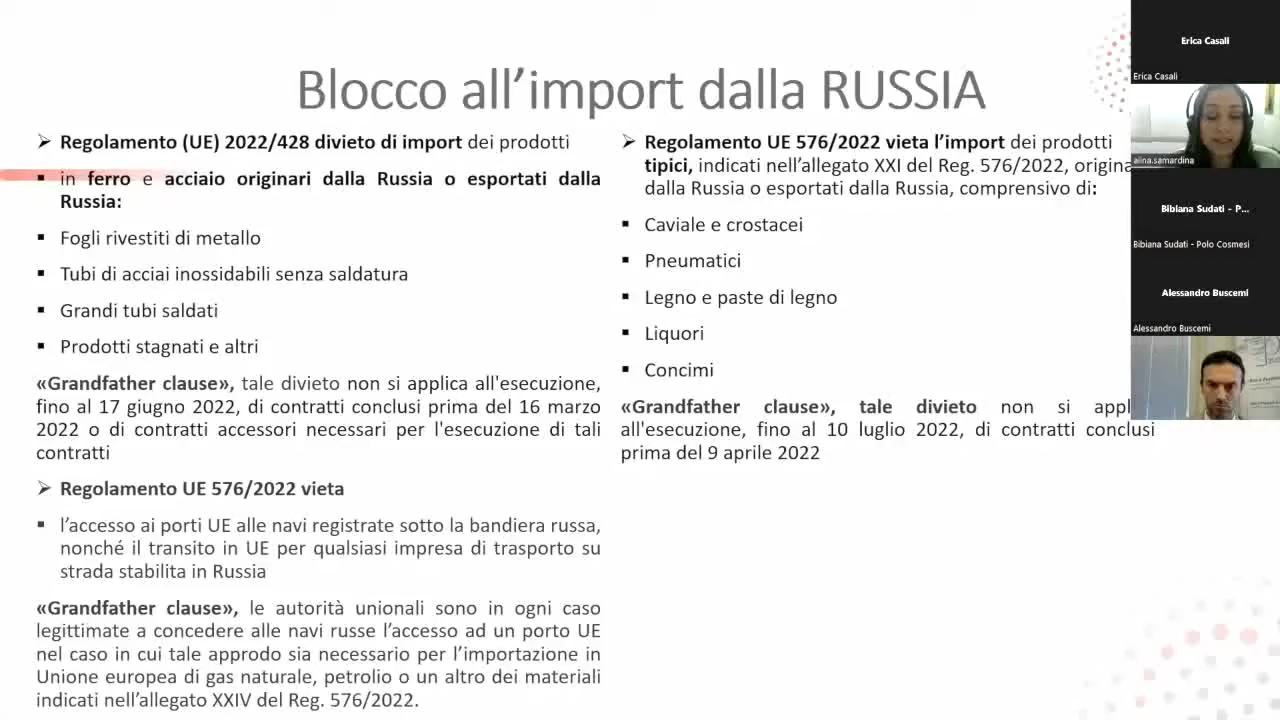 Blocco all’import dalla RUSSIA
Regolamento (UE) 2022/428 divieto di import dei prodotti
in ferro e acciaio originari dalla Russia o esportati dalla
Russia:
Fogli rivestiti di metallo
Tubi di acciai inossidabili senza saldatura
Grandi tubi saldati
Prodotti stagnati e altri
«Grandfather clause», tale divieto non si applica all'esecuzione,
fino al 17 giugno 2022, di contratti conclusi prima del 16 marzo
2022 o di contratti accessori necessari per l'esecuzione di tali
contratti
Regolamento UE 576/2022 vieta
l’accesso ai porti UE alle navi registrate sotto la bandiera russa,
nonché il transito in UE per qualsiasi impresa di trasporto su
strada stabilita in Russia
«Grandfather clause», le autorità unionali sono in ogni caso
legittimate a concedere alle navi russe l’accesso ad un porto UE
nel caso in cui tale approdo sia necessario per l’importazione in
Unione europea di gas naturale, petrolio o un altro dei materiali
indicati nell’allegato XXIV del Reg. 576/2022.
Regolamento UE 576/2022 vieta l’import dei prodotti
tipici, indicati nell’allegato XXI del Reg. 576/2022, origina
dalla Russia o esportati dalla Russia, comprensivo di:
Caviale e crostacei
Pneumatici
Legno e paste di legno
Liquori
Concimi
«Grandfather clause», tale divieto non si appl
all'esecuzione, fino al 10 luglio 2022, di contratti conclusi
prima del 9 aprile 2022
Erica Casali
Erica Casali
alina.samardina
Bibiana Sudati - P...
Bibiana Sudati - Polo Cosmesi
Alessandro Buscemi
Alessandro Buscemi